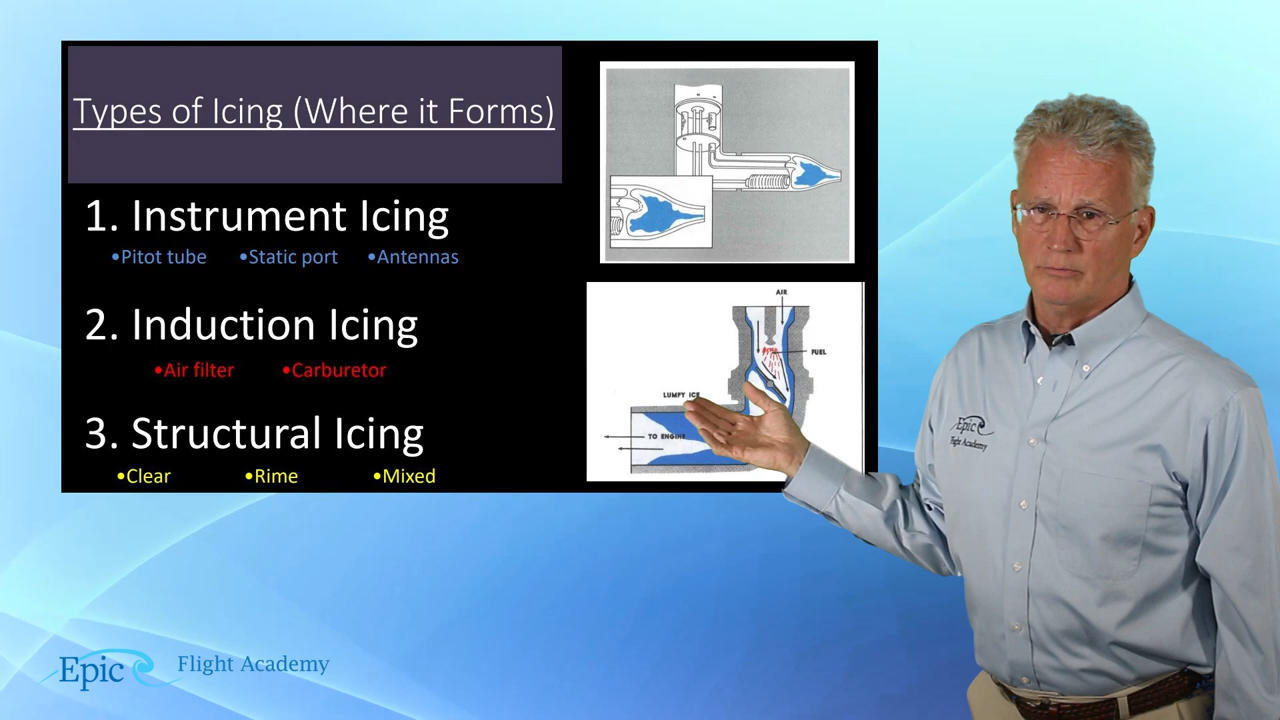 Types of Icing (Where it Forms)
1. Instrument Icing
•Pitot tube •Static port •Antennas
2. Induction Icing
•Air filter •Carburetor
3. Structural Icing
•Clear •Rime •Mixed
AIR
FUEL
LUMPY ICE
TO ENGINE
Epic
Flight Academy
Epic Flight Academy